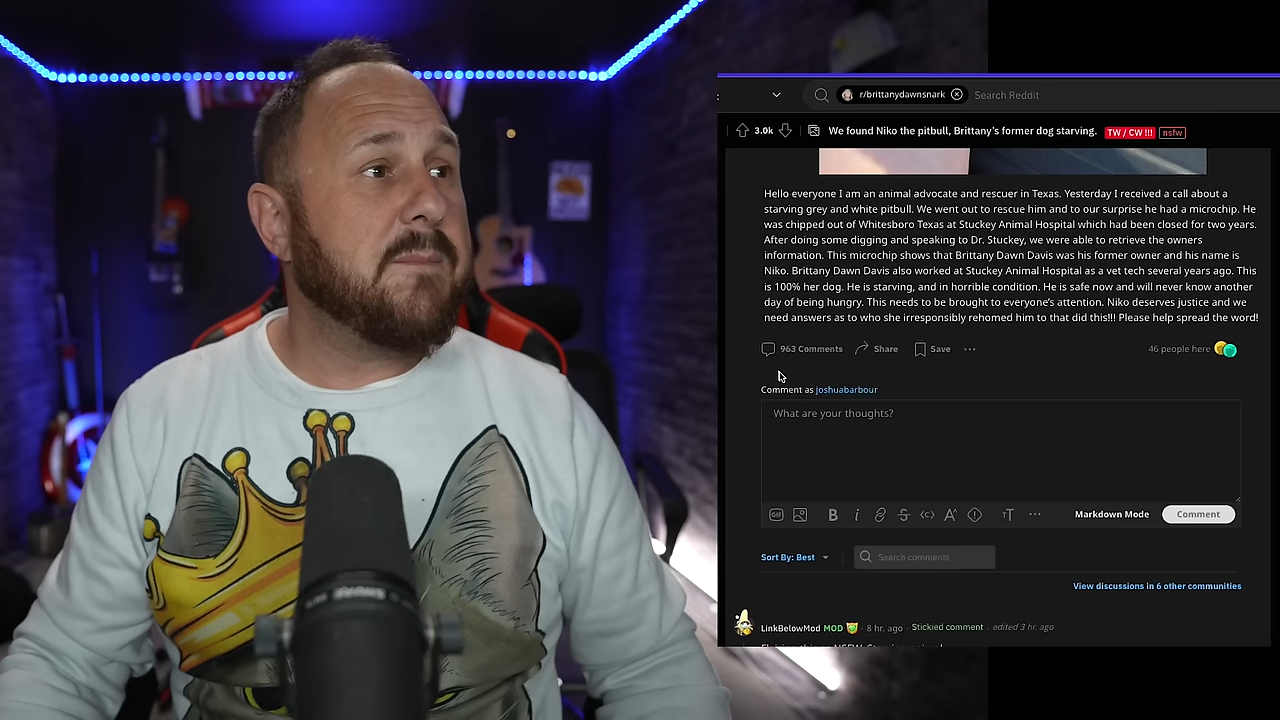 r/brittanydawnsnark
Search Reddit
3.0k
We found Niko the pitbull, Brittany's former dog starving.
TW / CW !!!
nsfw
Hello everyone I am an animal advocate and rescuer in Texas. Yesterday I received a call about a
starving grey and white pitbull. We went out to rescue him and to our surprise he had a microchip. He
was chipped out of Whitesboro Texas at Stuckey Animal Hospital which had been closed for two years.
After doing some digging and speaking to Dr. Stuckey, we were able to retrieve the owners
information. This microchip shows that Brittany Dawn Davis was his former owner and his name is
Niko. Brittany Dawn Davis also worked at Stuckey Animal Hospital as a vet tech several years ago. This
is 100% her dog. He is starving, and in horrible condition. He is safe now and will never know another
day of being hungry. This needs to be brought to everyone's attention. Niko deserves justice and we
need answers as to who she irresponsibly rehomed him to that did this!!! Please help spread the word!
963 Comments
Share
Save
46 people here
Comment as joshuabarbour
What are your thoughts?
GIF
B
i
Markdown Mode
Comment
Sort By: Best
Search comments
View discussions in 6 other communities
LinkBelowMod MOD · 8 hr. ago · Stickied comment · edited 3 hr. ago